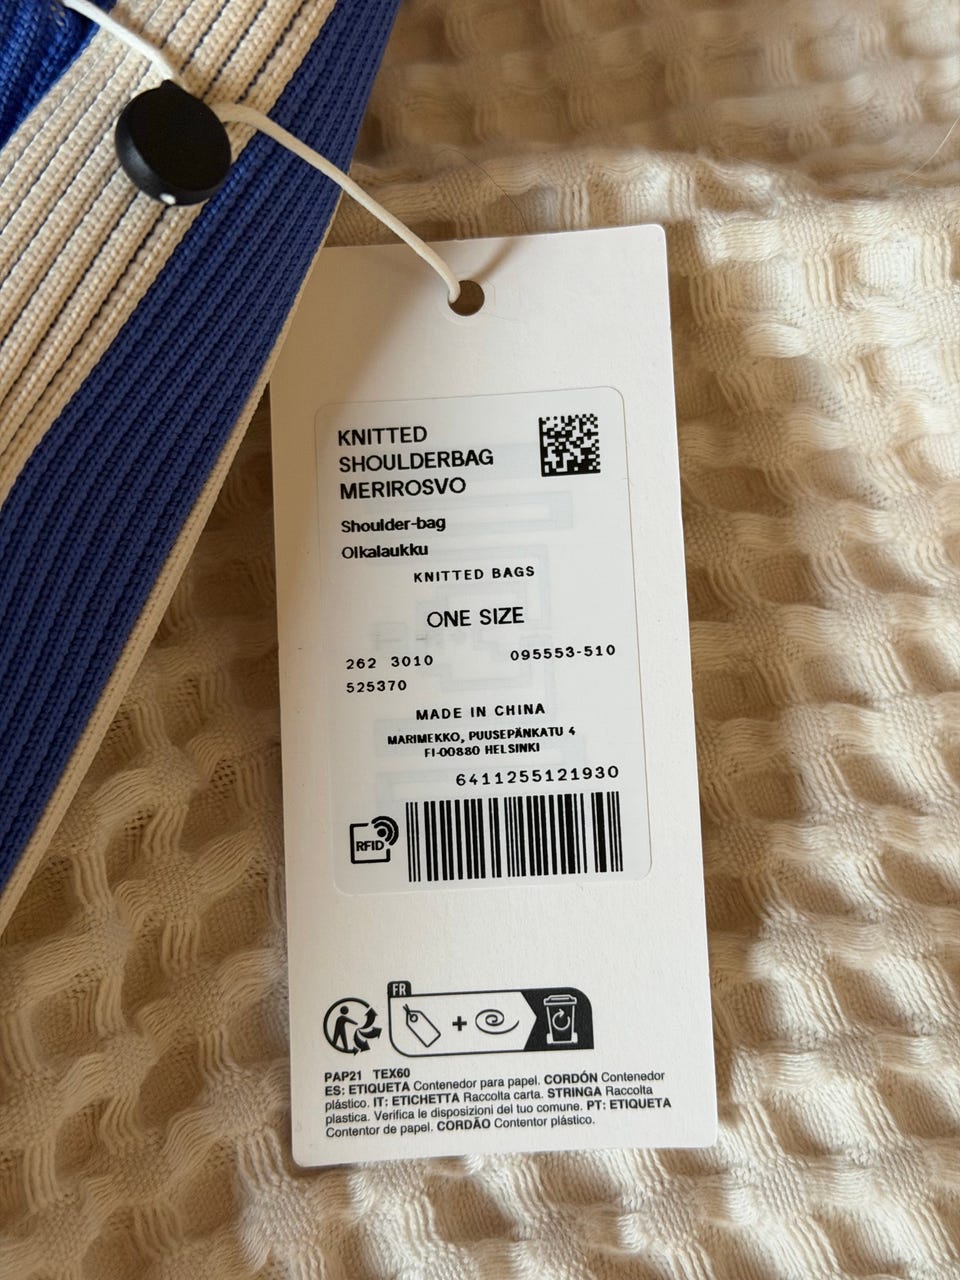 KNITTED
SHOULDERBAG
MERIROSVO
Shoulder-bag
Olkalaukku
KNITTED BAGS
ONE SIZE
262 3010 095553-510
525370
MADE IN CHINA
MARIMEKKO, PUUSEPÄNKATU 4
FI-00880 HELSINKI
6411255121930
RFID
FR
+
PAP21 TEX60
ES: ETIQUETA Contenedor para papel. CORDÓN Contenedor
plástico. IT: ETICHETTA Raccolta carta. STRINGA Raccolta
plastica. Verifica le disposizioni del tuo comune. PT: ETIQUETA
Contentor de papel. CORDÃO Contentor plástico.